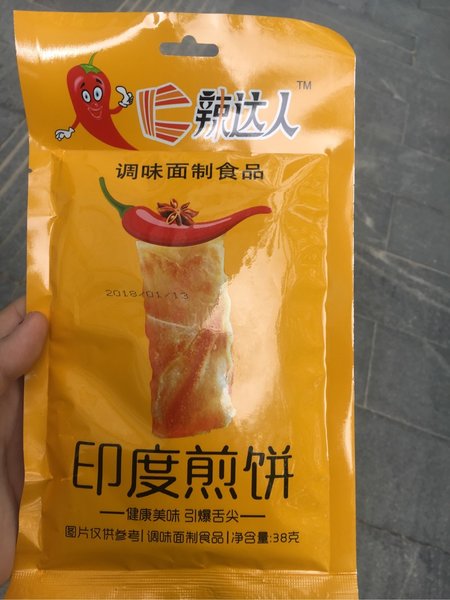 辣达人TM
调味面制食品
2018/01/13
印度煎饼
健康美味 引爆舌尖
图片仅供参考|调味面制食品|净含量:38克